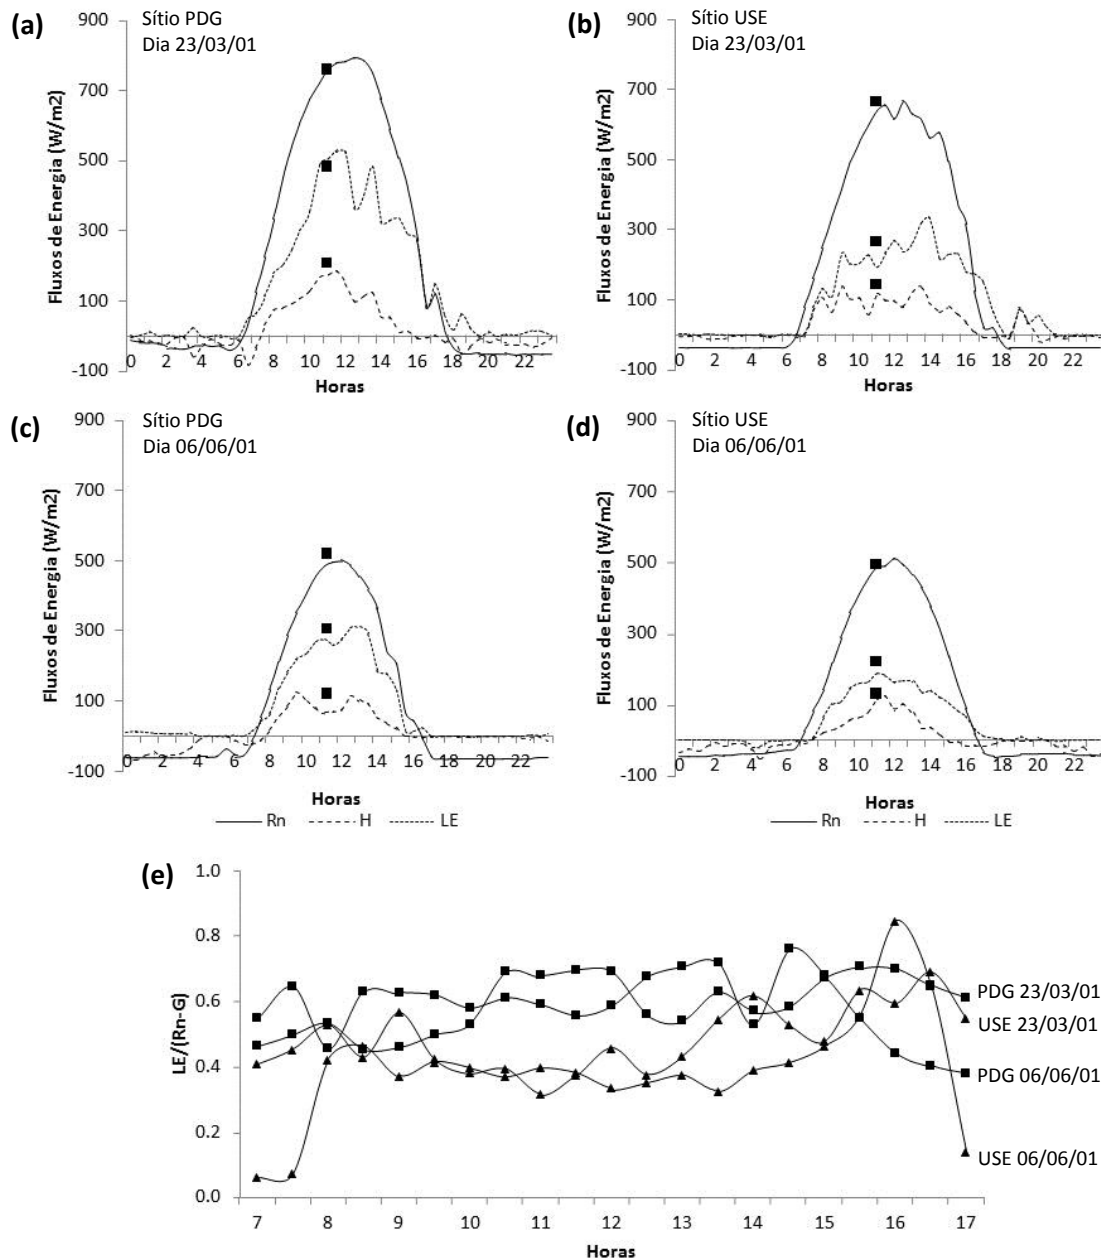 (a)
Sítio PDG
Dia 23/03/01
900
700
500
300
100
-100
Fluxos de Energia (W/m2)
0 2 4 6 8 10 12 14 16 18 20 22
Horas
(b)
Sítio USE
Dia 23/03/01
900
700
500
300
100
-100
Fluxos de Energia (W/m2)
0 2 4 6 8 10 12 14 16 18 20 22
Horas
(c)
Sítio PDG
Dia 06/06/01
900
700
500
300
100
-100
Fluxos de Energia (W/m2)
0 2 4 6 8 10 12 14 16 18 20 22
Horas
Rn H LE
(d)
Sítio USE
Dia 06/06/01
900
700
500
300
100
-100
Fluxos de Energia (W/m2)
0 2 4 6 8 10 12 14 16 18 20 22
Horas
Rn H LE
(e)
1.0
0.8
0.6
0.4
0.2
0.0
LE/(Rn-G)
PDG 23/03/01
USE 23/03/01
PDG 06/06/01
USE 06/06/01
7 8 9 10 11 12 13 14 15 16 17
Horas